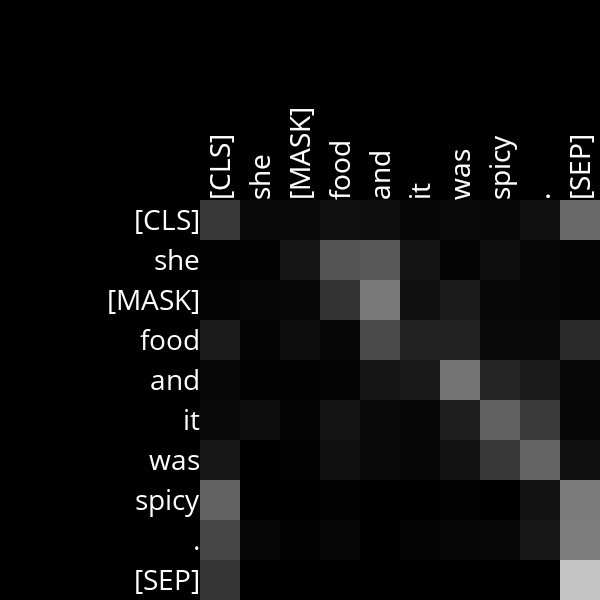 [CLS] she [MASK] food and it was spicy . [SEP]
[CLS]
she
[MASK]
food
and
it
was
spicy
.
[SEP]